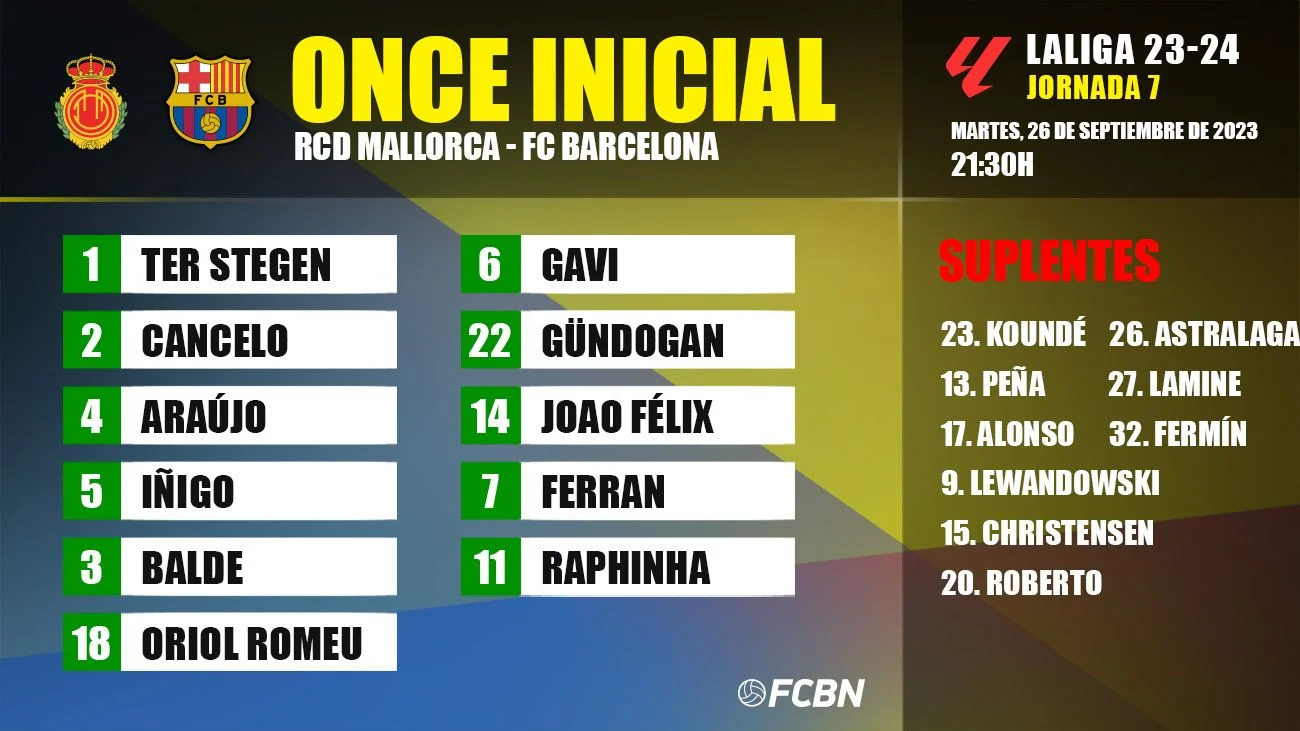 FCB
ONCE INICIAL
RCD MALLORCA - FC BARCELONA
LALIGA 23-24
JORNADA 7
MARTES, 26 DE SEPTIEMBRE DE 2023
21:30H
1 TER STEGEN
2 CANCELO
4 ARAÚJO
5 IÑIGO
3 BALDE
18 ORIOL ROMEU
6 GAVI
22 GÜNDOGAN
14 JOAO FÉLIX
7 FERRAN
11 RAPHINHA
SUPLENTES
23. KOUNDÉ
13. PEÑA
17. ALONSO
9. LEWANDOWSKI
15. CHRISTENSEN
20. ROBERTO
26. ASTRALAGA
27. LAMINE
32. FERMÍN
FCBN